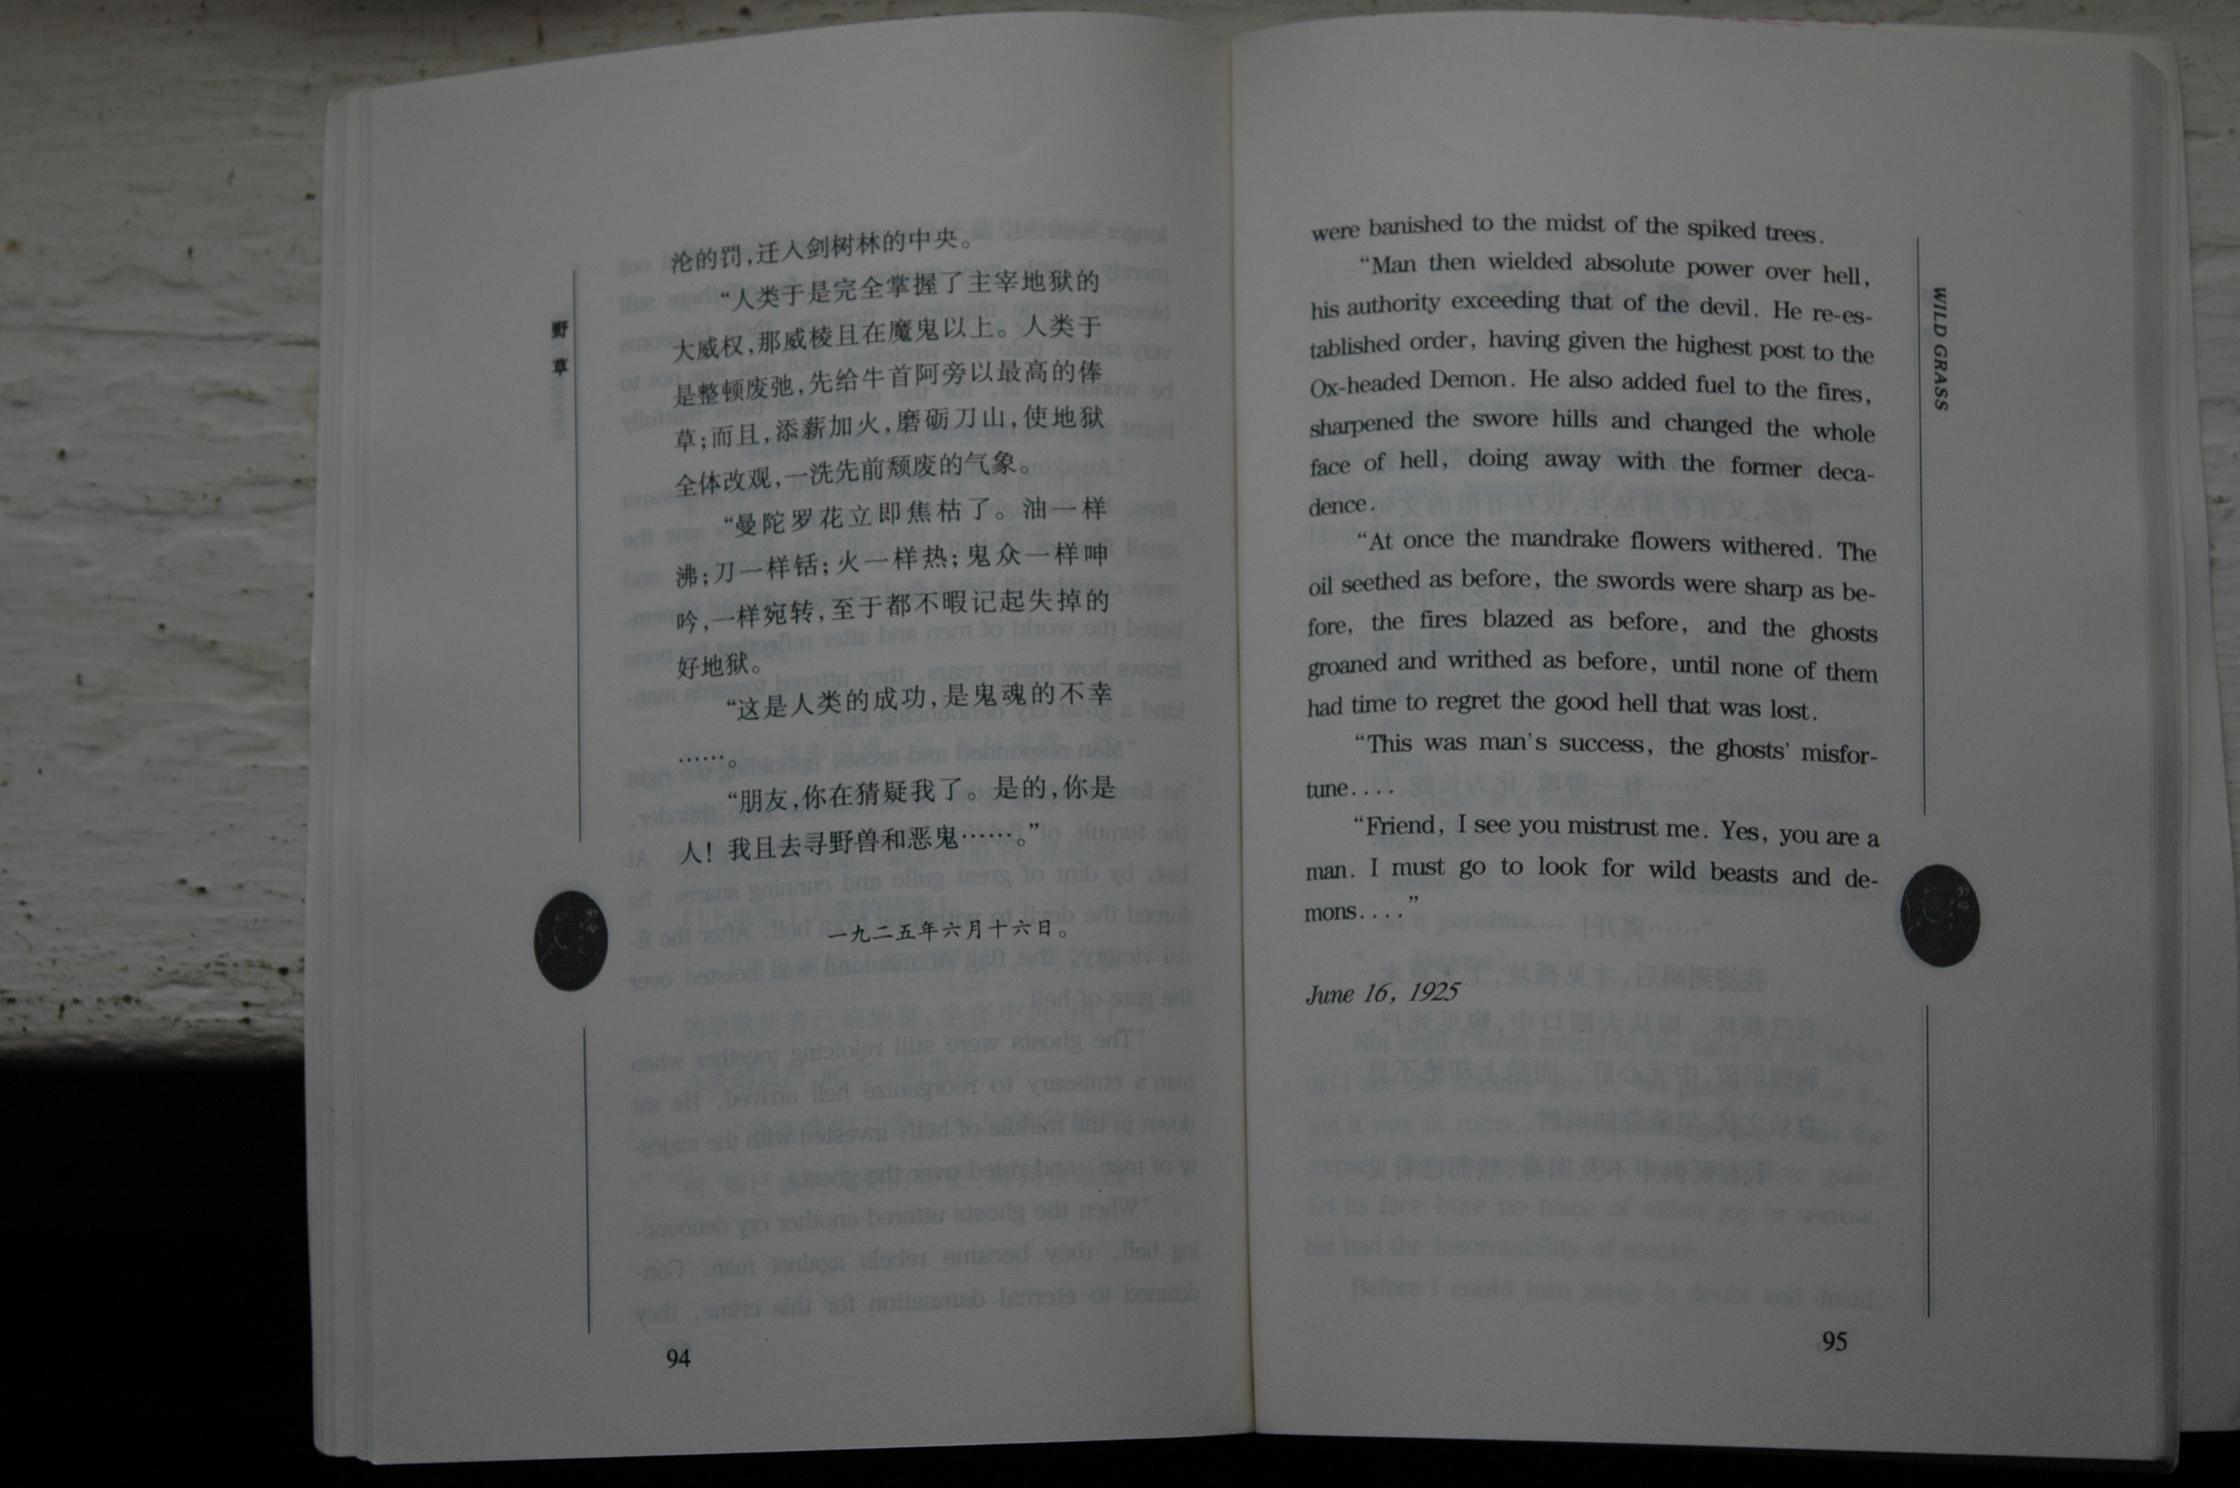 野草
沦的罚,迁入剑树林的中央。
“人类于是完全掌握了主宰地狱的
大威权,那威棱且在魔鬼以上。人类于
是整顿废弛,先给牛首阿旁以最高的俸
草;而且,添薪加火,磨砺刀山,使地狱
全体改观,一洗先前颓废的气象。
“曼陀罗花立即焦枯了。油一样
沸;刀一样铦;火一样热;鬼众一样呻
吟,一样宛转,至于都不暇记起失掉的
好地狱。
“这是人类的成功,是鬼魂的不幸
……。
“朋友,你在猜疑我了。是的,你是
人!我且去寻野兽和恶鬼……。”
一九二五年六月十六日。
94
were banished to the midst of the spiked trees.
“Man then wielded absolute power over hell,
his authority exceeding that of the devil. He re-es-
tablished order, having given the highest post to the
Ox-headed Demon. He also added fuel to the fires,
sharpened the swore hills and changed the whole
face of hell, doing away with the former deca-
dence.
“At once the mandrake flowers withered. The
oil seethed as before, the swords were sharp as be-
fore, the fires blazed as before, and the ghosts
groaned and writhed as before, until none of them
had time to regret the good hell that was lost.
“This was man's success, the ghosts' misfor-
tune....
“Friend, I see you mistrust me. Yes, you are a
man. I must go to look for wild beasts and de-
mons....”
June 16, 1925
WILD GRASS
95